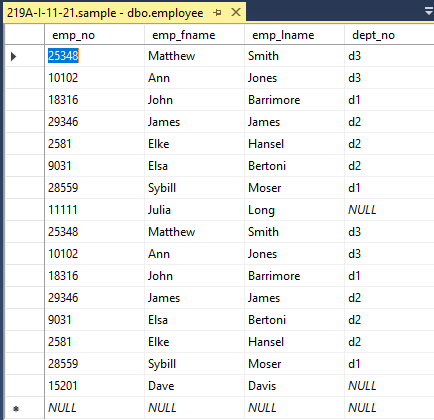 219A-I-11-21.sample - dbo.employee
emp_no emp_fname emp_lname dept_no
25348 Matthew Smith d3
10102 Ann Jones d3
18316 John Barrimore d1
29346 James James d2
2581 Elke Hansel d2
9031 Elsa Bertoni d2
28559 Sybill Moser d1
11111 Julia Long NULL
25348 Matthew Smith d3
10102 Ann Jones d3
18316 John Barrimore d1
29346 James James d2
9031 Elsa Bertoni d2
2581 Elke Hansel d2
28559 Sybill Moser d1
15201 Dave Davis NULL
NULL NULL NULL NULL